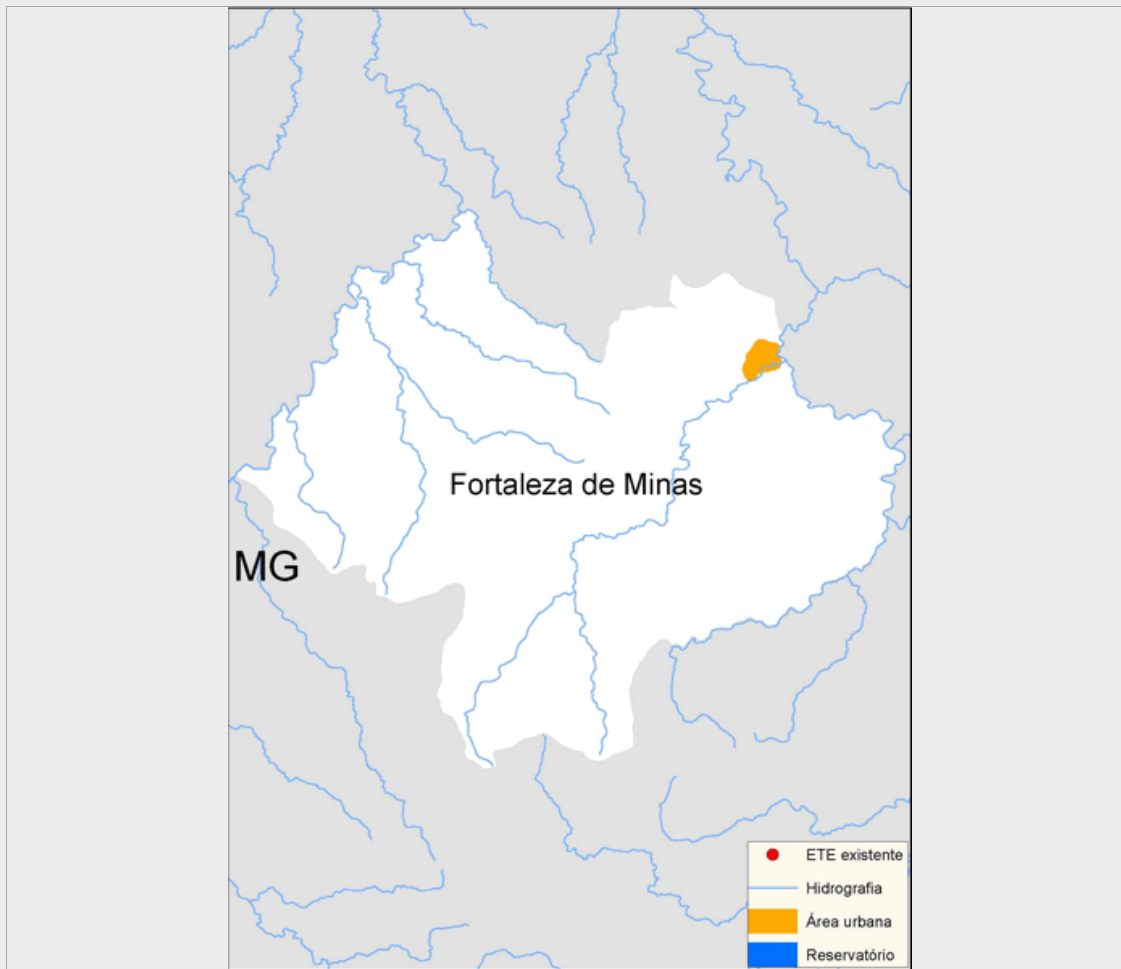 Fortaleza de Minas
MG
ETE existente
Hidrografia
Área urbana
Reservatório